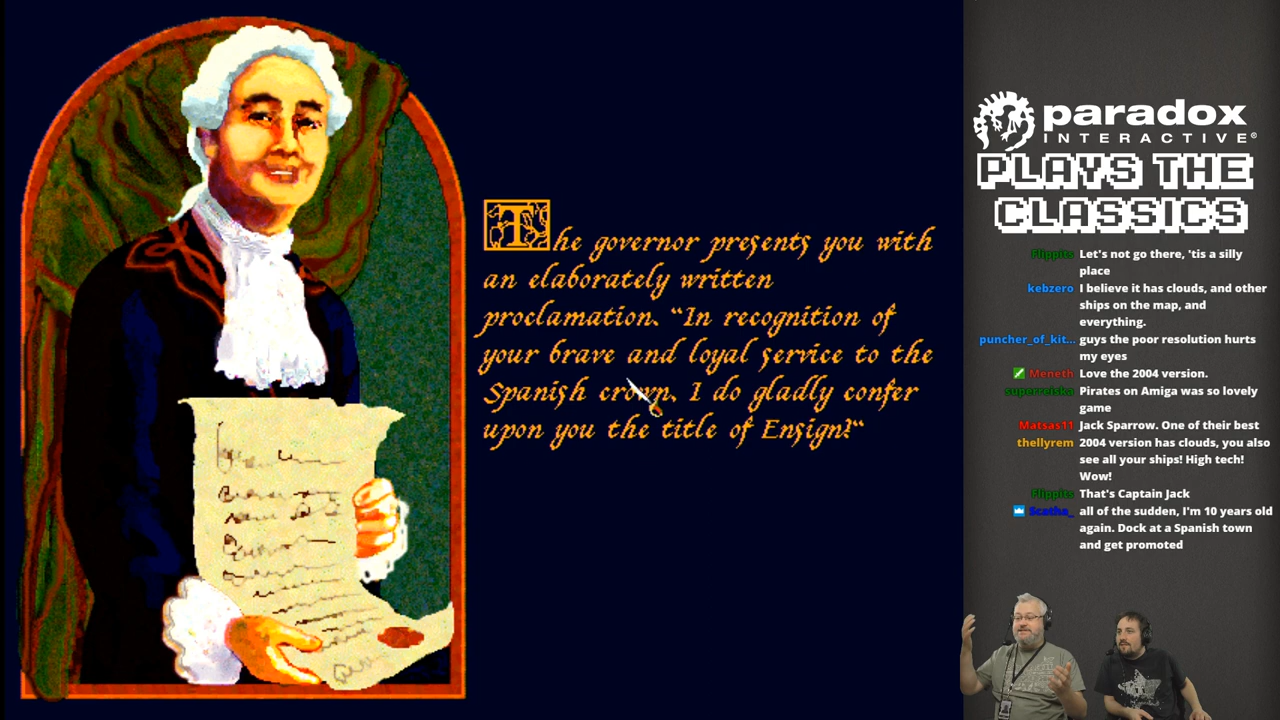 The governor presents you with
an elaborately written
proclamation. "In recognition of
your brave and loyal service to the
Spanish crown, I do gladly confer
upon you the title of Ensign!"
paradox
INTERACTIVE®
PLAYS THE
CLASSICS
Flippits Let's not go there, 'tis a silly
place
kebzero I believe it has clouds, and other
ships on the map, and
everything.
puncher_of_kit... guys the poor resolution hurts
my eyes
Meneth Love the 2004 version.
superreiska Pirates on Amiga was so lovely
game
Matsas11 Jack Sparrow. One of their best
thellyrem 2004 version has clouds, you also
see all your ships! High tech!
Wow!
Flippits That's Captain Jack
Scatha_ all of the sudden, I'm 10 years old
again. Dock at a Spanish town
and get promoted